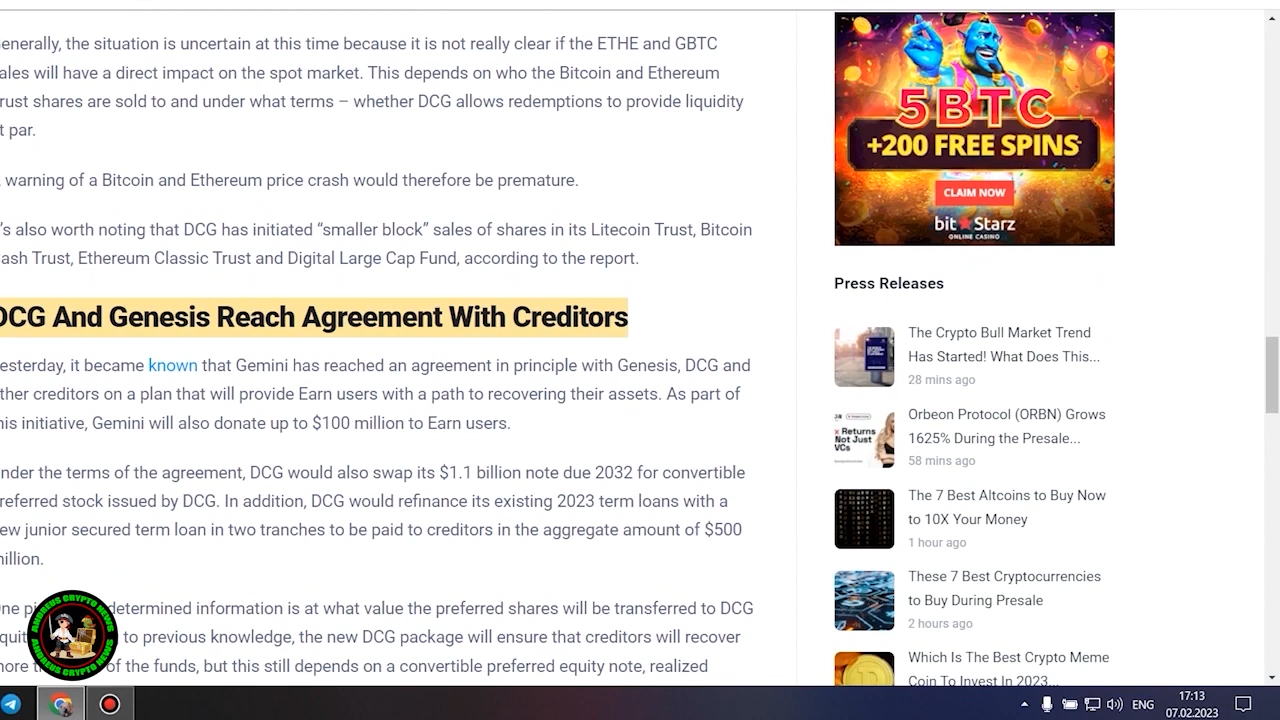 enerally, the situation is uncertain at this time because it is not really clear if the ETHE and GBTC
ales will have a direct impact on the spot market. This depends on who the Bitcoin and Ethereum
rust shares are sold to and under what terms – whether DCG allows redemptions to provide liquidity
t par.
warning of a Bitcoin and Ethereum price crash would therefore be premature.
's also worth noting that DCG has initiated “smaller block” sales of shares in its Litecoin Trust, Bitcoin
ash Trust, Ethereum Classic Trust and Digital Large Cap Fund, according to the report.
DCG And Genesis Reach Agreement With Creditors
esterday, it became known that Gemini has reached an agreement in principle with Genesis, DCG and
ther creditors on a plan that will provide Earn users with a path to recovering their assets. As part of
his initiative, Gemini will also donate up to $100 million to Earn users.
nder the terms of the agreement, DCG would also swap its $1.1 billion note due 2032 for convertible
referred stock issued by DCG. In addition, DCG would refinance its existing 2023 term loans with a
ew junior secured term loan in two tranches to be paid to creditors in the aggregate amount of $500
illion.
ne determined information is at what value the preferred shares will be transferred to DCG
quit to previous knowledge, the new DCG package will ensure that creditors will recover
ore of the funds, but this still depends on a convertible preferred equity note, realized
ANDREUS CRYPTO NEWS
ANDREUS CRYPTO NEWS
5BTC
+200 FREE SPINS
CLAIM NOW
bit Starz
ONLINE CASINO
Press Releases
The Crypto Bull Market Trend
Has Started! What Does This...
28 mins ago
Returns
Not Just
VCs
Orbeon Protocol (ORBN) Grows
1625% During the Presale...
58 mins ago
The 7 Best Altcoins to Buy Now
to 10X Your Money
1 hour ago
These 7 Best Cryptocurrencies
to Buy During Presale
2 hours ago
Which Is The Best Crypto Meme
Coin To Invest In 2023...
ENG
17:13
07.02.2023